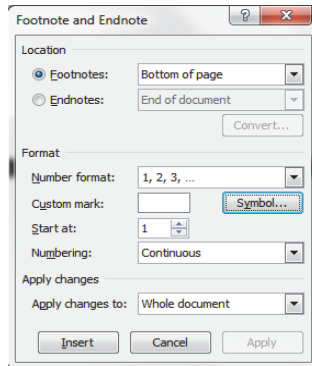 Footnote and Endnote
Location
Footnotes: Bottom of page
Endnotes: End of document
Convert...
Format
Number format: 1, 2, 3, ...
Custom mark: Symbol...
Start at: 1
Numbering: Continuous
Apply changes
Apply changes to: Whole document
Insert Cancel Apply